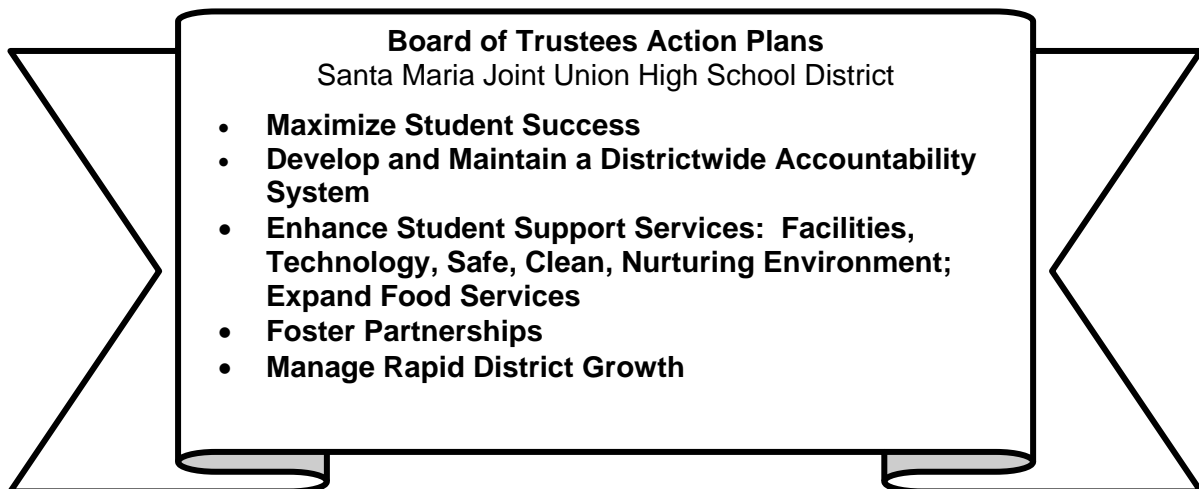 Board of Trustees Action Plans
Santa Maria Joint Union High School District
• Maximize Student Success
• Develop and Maintain a Districtwide Accountability
System
• Enhance Student Support Services:  Facilities,
Technology, Safe, Clean, Nurturing Environment;
Expand Food Services
• Foster Partnerships
• Manage Rapid District Growth